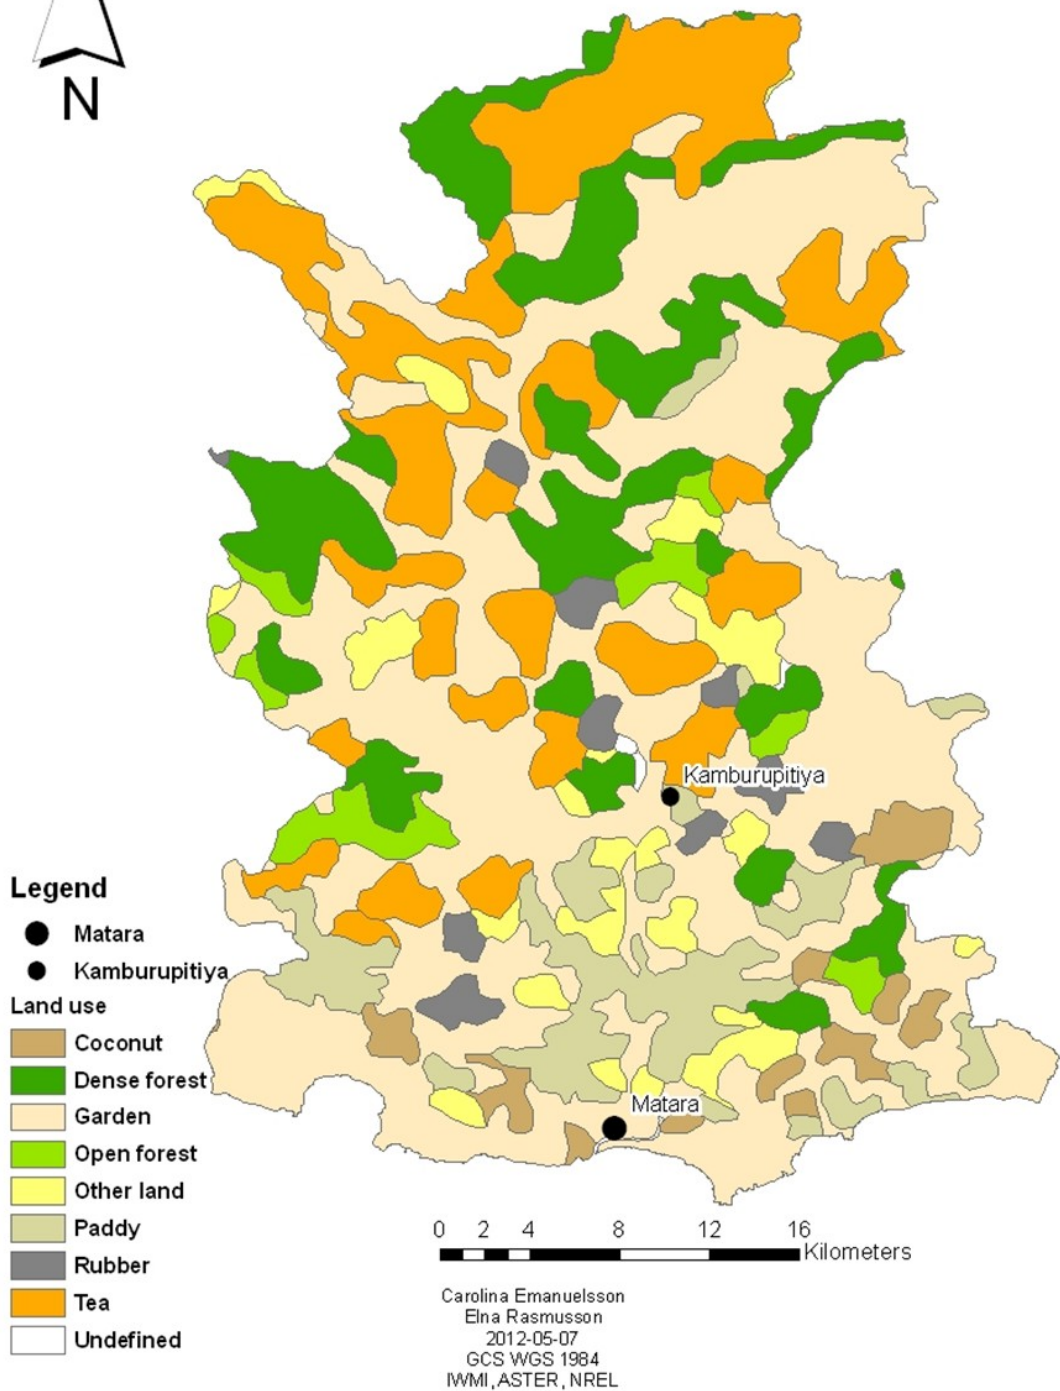 N
Kamburupitiya
Legend
Matara
Kamburupitiya
Land use
Coconut
Dense forest
Garden
Open forest
Other land
Paddy
Rubber
Tea
Undefined
Matara
0 2 4 8 12 16
Kilometers
Carolina Emanuelsson
Elna Rasmusson
2012-05-07
GCS WGS 1984
IWMI, ASTER, NREL